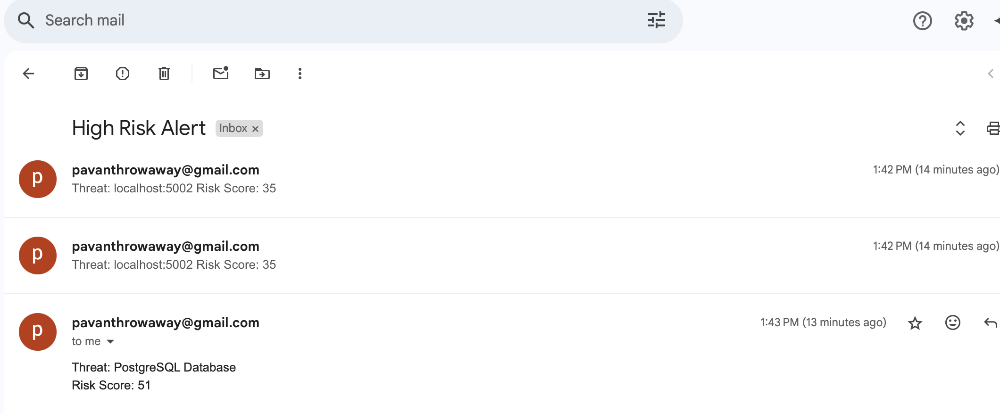 Search mail
High Risk Alert Inbox ×
p
pavanthrowaway@gmail.com 1:42 PM (14 minutes ago)
Threat: localhost:5002 Risk Score: 35
p
pavanthrowaway@gmail.com 1:42 PM (14 minutes ago)
Threat: localhost:5002 Risk Score: 35
p
pavanthrowaway@gmail.com 1:43 PM (13 minutes ago)
to me
Threat: PostgreSQL Database
Risk Score: 51